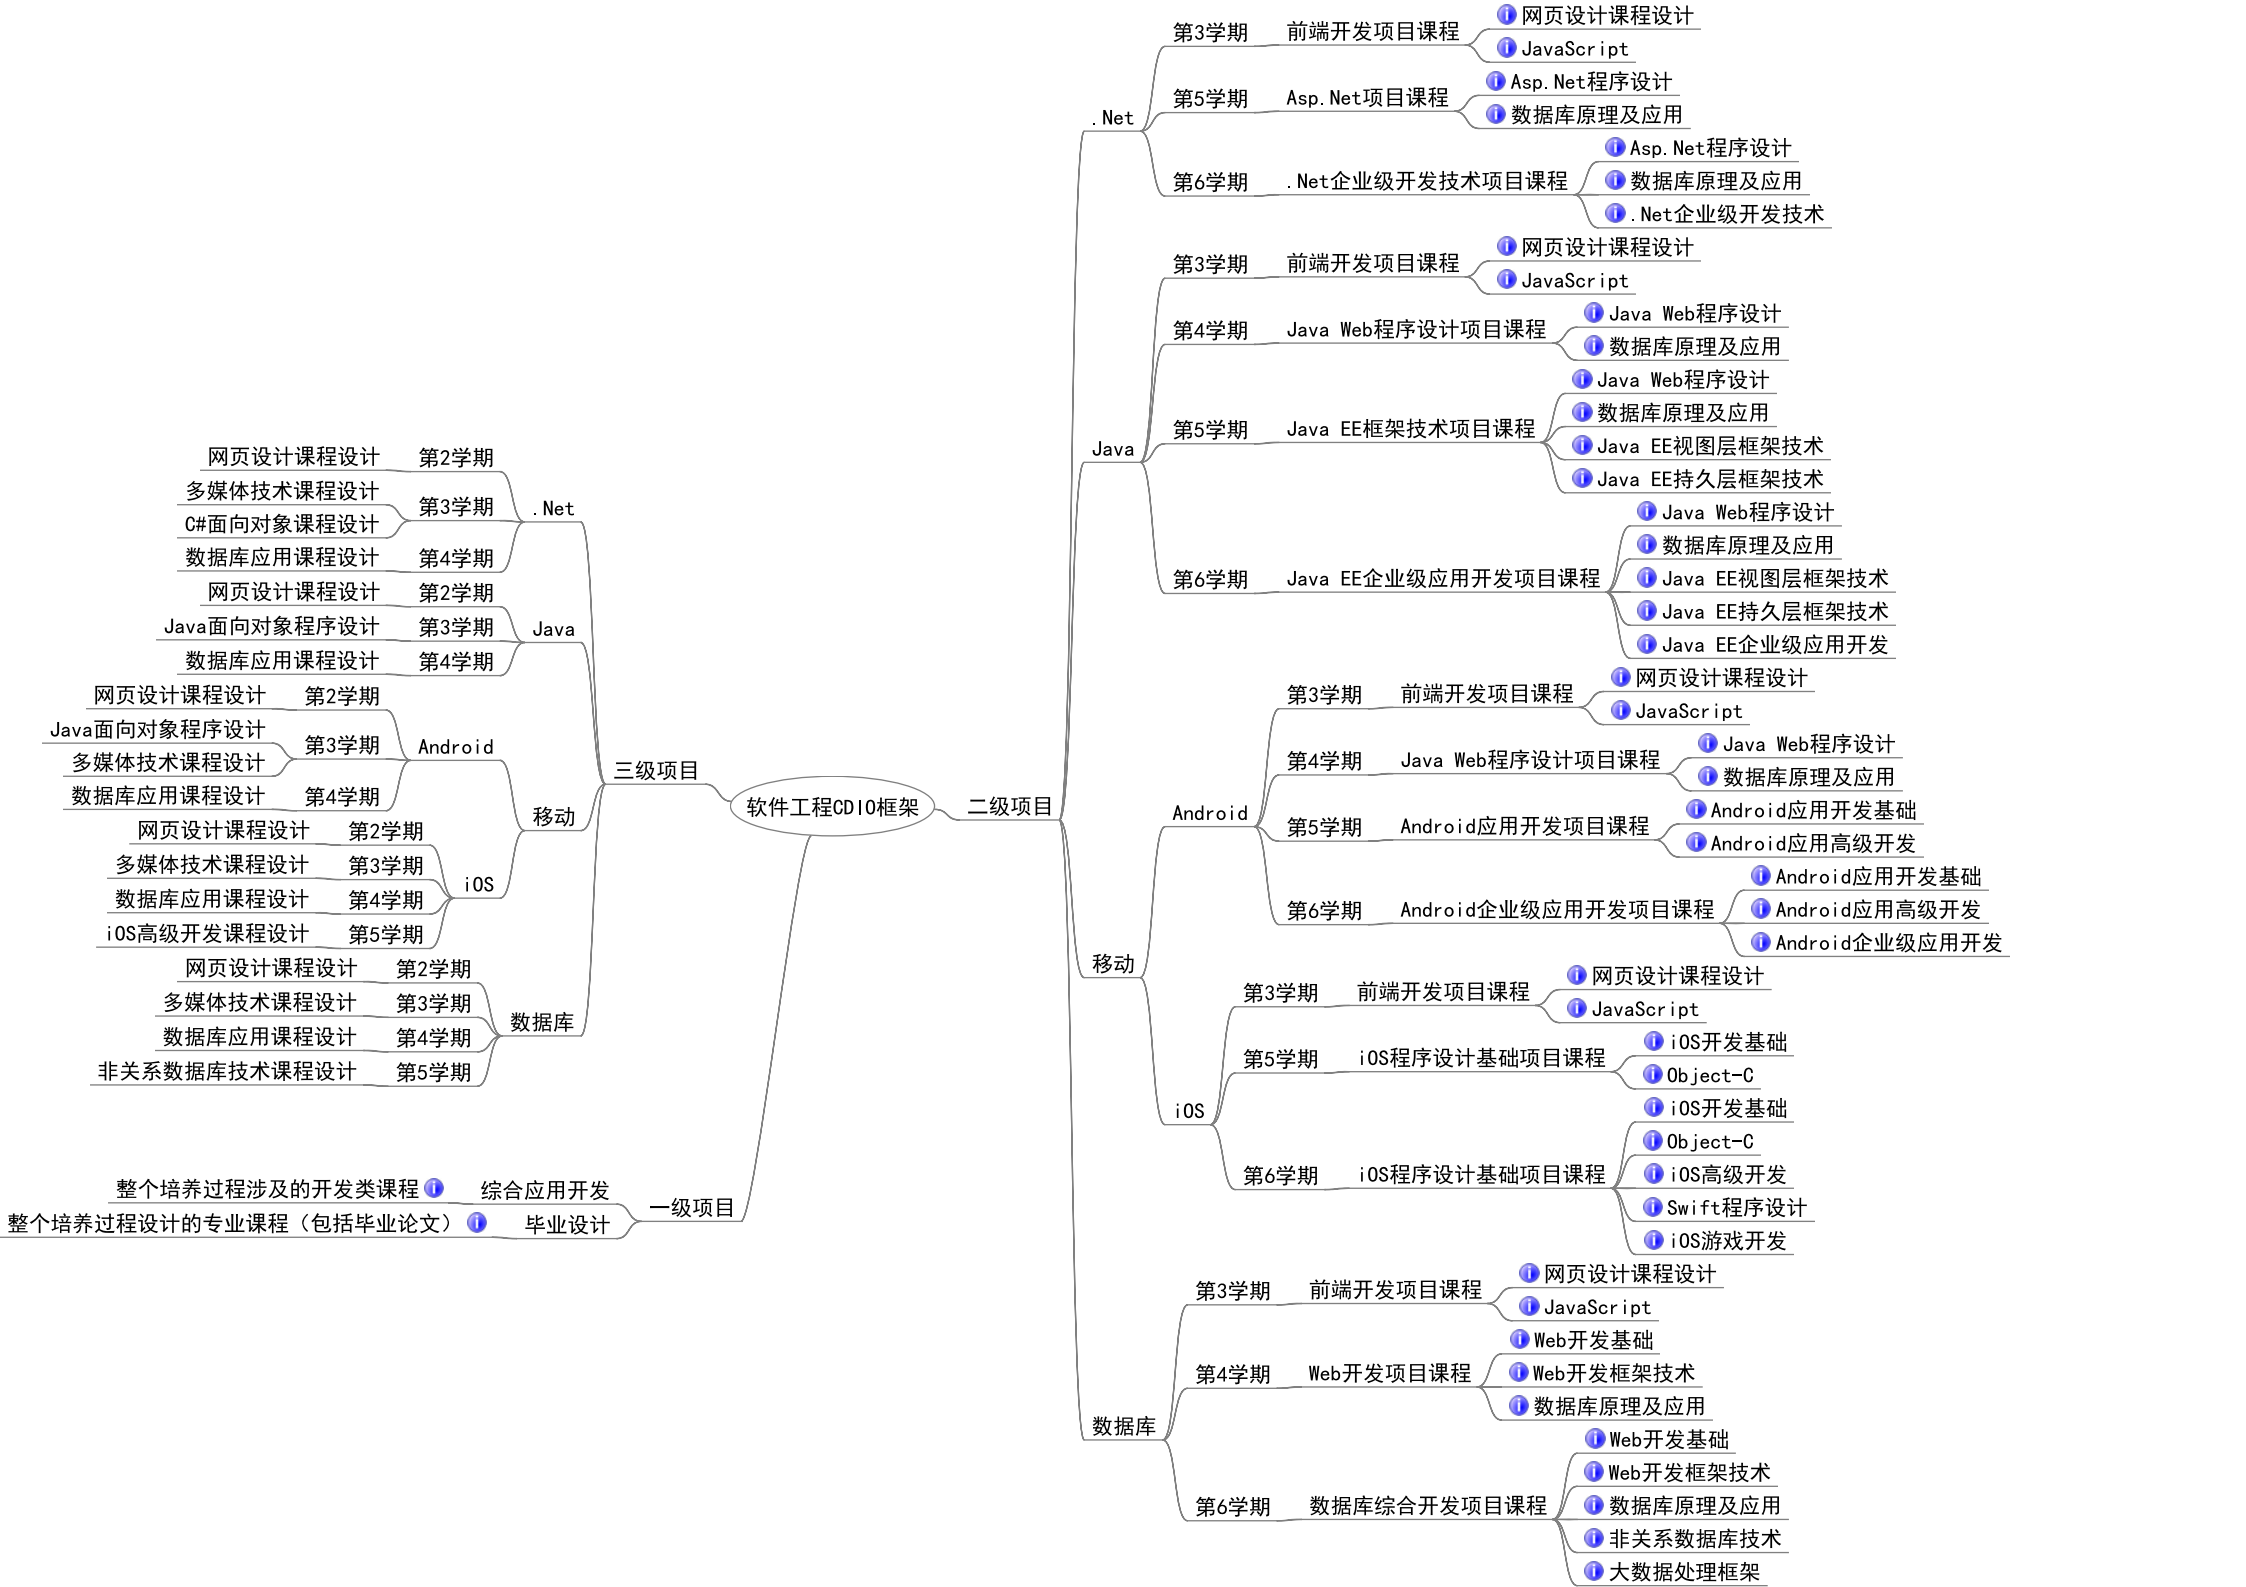 软件工程CDIO框架
三级项目
.Net
第2学期
网页设计课程设计
第3学期
多媒体技术课程设计
C#面向对象课程设计
第4学期
数据库应用课程设计
Java
第2学期
网页设计课程设计
第3学期
Java面向对象程序设计
第4学期
数据库应用课程设计
移动
Android
第2学期
网页设计课程设计
第3学期
Java面向对象程序设计
多媒体技术课程设计
第4学期
数据库应用课程设计
iOS
第2学期
网页设计课程设计
第3学期
多媒体技术课程设计
第4学期
数据库应用课程设计
第5学期
iOS高级开发课程设计
数据库
第2学期
网页设计课程设计
第3学期
多媒体技术课程设计
第4学期
数据库应用课程设计
第5学期
非关系数据库技术课程设计
一级项目
综合应用开发
整个培养过程涉及的开发类课程
毕业设计
整个培养过程设计的专业课程（包括毕业论文）
二级项目
.Net
第3学期
前端开发项目课程
网页设计课程设计
JavaScript
第5学期
Asp.Net项目课程
Asp.Net程序设计
数据库原理及应用
第6学期
.Net企业级开发技术项目课程
Asp.Net程序设计
数据库原理及应用
.Net企业级开发技术
Java
第3学期
前端开发项目课程
网页设计课程设计
JavaScript
第4学期
Java Web程序设计项目课程
Java Web程序设计
数据库原理及应用
第5学期
Java EE框架技术项目课程
Java Web程序设计
数据库原理及应用
Java EE视图层框架技术
Java EE持久层框架技术
第6学期
Java EE企业级应用开发项目课程
Java Web程序设计
数据库原理及应用
Java EE视图层框架技术
Java EE持久层框架技术
Java EE企业级应用开发
移动
Android
第3学期
前端开发项目课程
网页设计课程设计
JavaScript
第4学期
Java Web程序设计项目课程
Java Web程序设计
数据库原理及应用
第5学期
Android应用开发项目课程
Android应用开发基础
Android应用高级开发
第6学期
Android企业级应用开发项目课程
Android应用开发基础
Android应用高级开发
Android企业级应用开发
iOS
第3学期
前端开发项目课程
网页设计课程设计
JavaScript
第5学期
iOS程序设计基础项目课程
iOS开发基础
Object-C
第6学期
iOS程序设计基础项目课程
iOS开发基础
Object-C
iOS高级开发
Swift程序设计
iOS游戏开发
数据库
第3学期
前端开发项目课程
网页设计课程设计
JavaScript
第4学期
Web开发项目课程
Web开发基础
Web开发框架技术
数据库原理及应用
第6学期
数据库综合开发项目课程
Web开发基础
Web开发框架技术
数据库原理及应用
非关系数据库技术
大数据处理框架